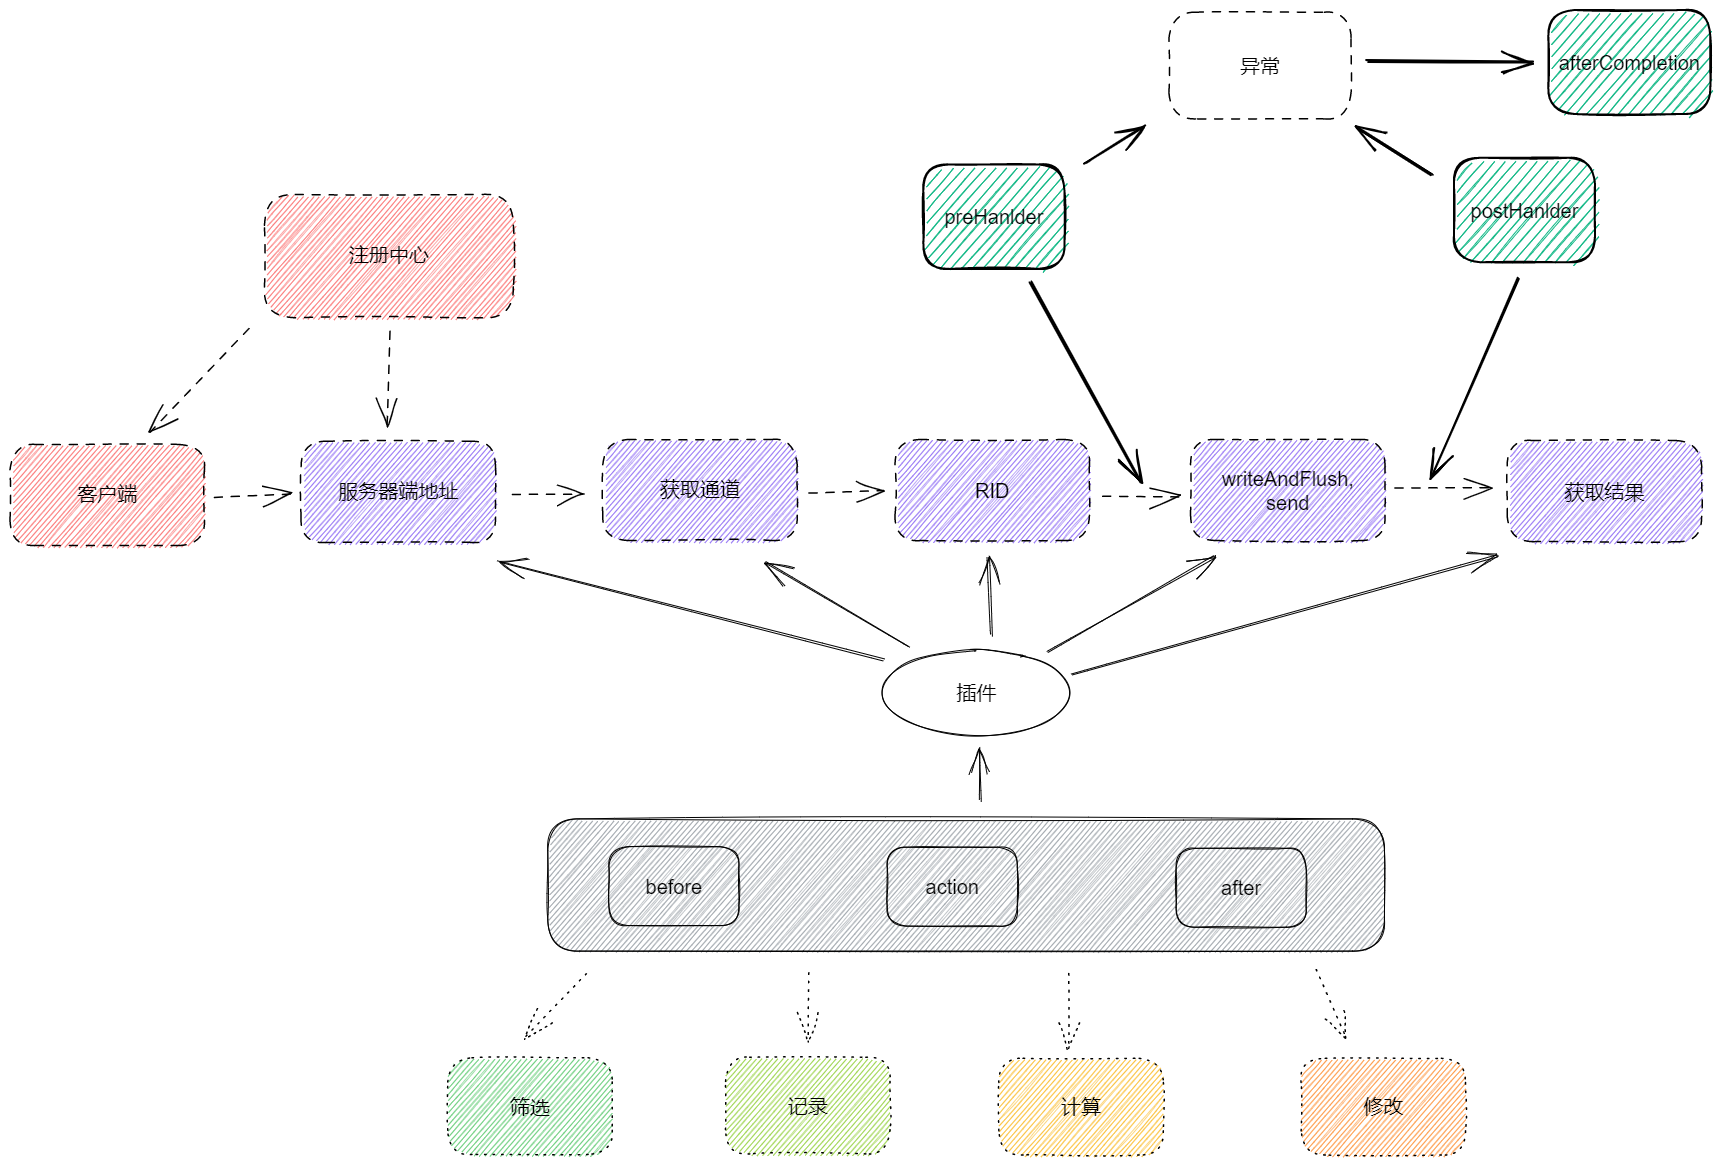 异常
afterCompletion
preHanlder
postHanlder
注册中心
客户端
服务器端地址
获取通道
RID
writeAndFlush,
send
获取结果
插件
before
action
after
筛选
记录
计算
修改